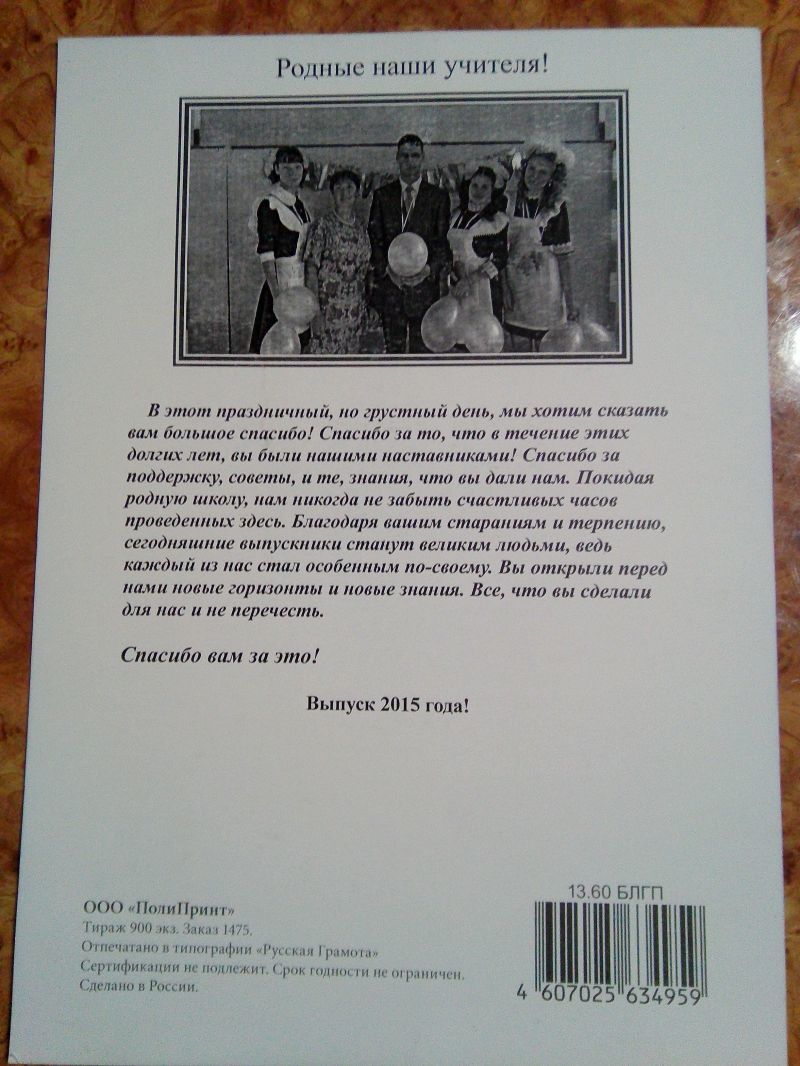 Родные наши учителя!
В этот праздничный, но грустный день, мы хотим сказать
вам большое спасибо! Спасибо за то, что в течение этих
долгих лет, вы были нашими наставниками! Спасибо за
поддержку, советы, и те, знания, что вы дали нам. Покидая
родную школу, нам никогда не забыть счастливых часов
проведенных здесь. Благодаря вашим стараниям и терпению,
сегодняшние выпускники станут великим людьми, ведь
каждый из нас стал особенным по-своему. Вы открыли перед
нами новые горизонты и новые знания. Все, что вы сделали
для нас и не перечесть.
Спасибо вам за это!
Выпуск 2015 года!
ООО «ПолиПринт»
Тираж 900 экз. Заказ 1475.
Отпечатано в типографии «Русская Грамота»
Сертификации не подлежит. Срок годности не ограничен.
Сделано в России.
13.60 БЛГП
4 607025 634959